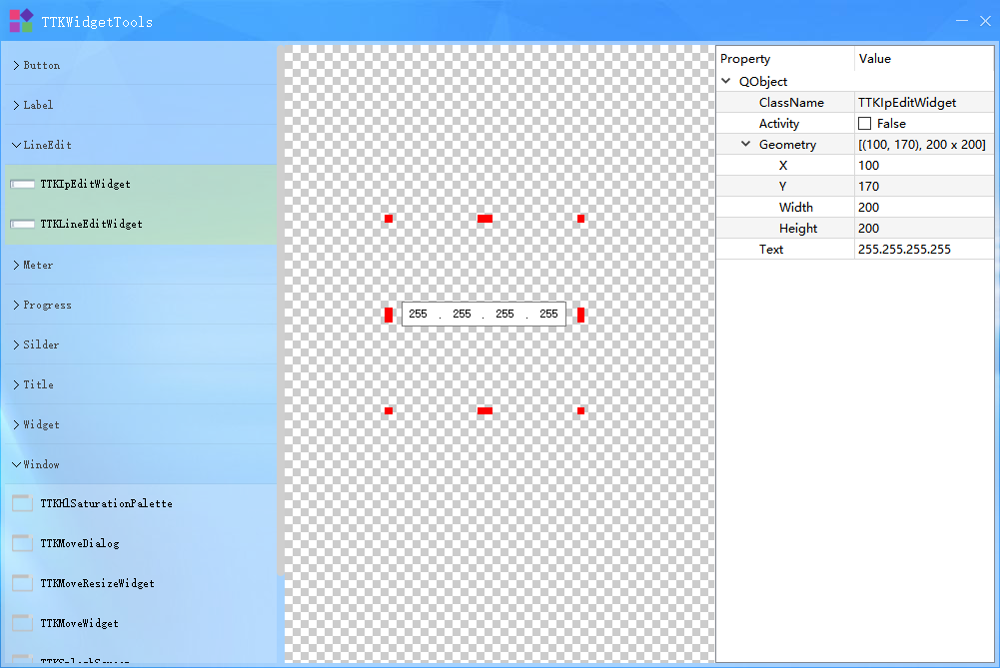 TTKWidgetTools
Button
Label
LineEdit
TTKIpEditWidget
TTKLineEditWidget
Meter
Progress
Silder
Title
Widget
Window
TTKHlSaturationPalette
TTKMoveDialog
TTKMoveResizeWidget
TTKMoveWidget
255 . 255 . 255 . 255
Property Value
QObject
ClassName TTKIpEditWidget
Activity False
Geometry [(100, 170), 200 x 200]
X 100
Y 170
Width 200
Height 200
Text 255.255.255.255